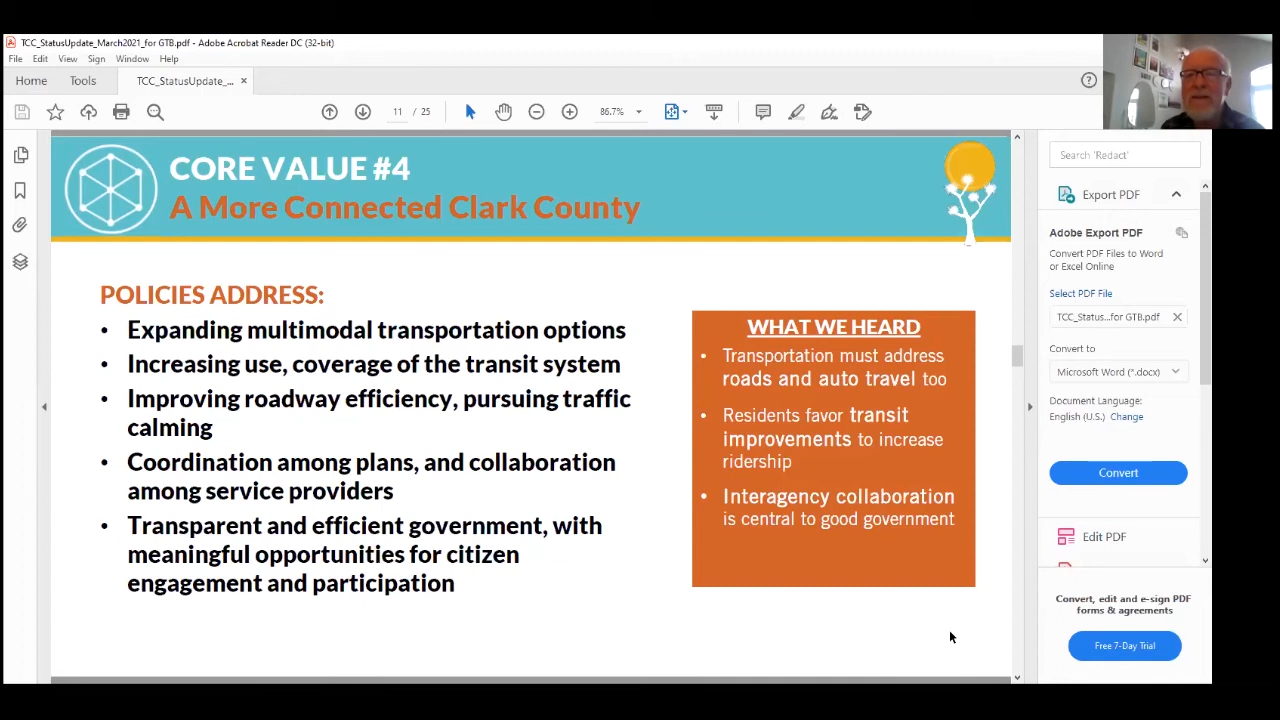 TCC_StatusUpdate_March2021_for GTB.pdf - Adobe Acrobat Reader DC (32-bit)
File Edit View Sign Window Help
Home Tools TCC_StatusUpdate_... ×
11 / 25 86.7%
CORE VALUE #4
A More Connected Clark County
POLICIES ADDRESS:
• Expanding multimodal transportation options
• Increasing use, coverage of the transit system
• Improving roadway efficiency, pursuing traffic
calming
• Coordination among plans, and collaboration
among service providers
• Transparent and efficient government, with
meaningful opportunities for citizen
engagement and participation
WHAT WE HEARD
• Transportation must address
roads and auto travel too
• Residents favor transit
improvements to increase
ridership
• Interagency collaboration
is central to good government
Search 'Redact'
Export PDF
Adobe Export PDF
Convert PDF Files to Word
or Excel Online
Select PDF File
TCC_Status...for GTB.pdf ×
Convert to
Microsoft Word (*.docx)
Document Language:
English (U.S.) Change
Convert
Edit PDF
Convert, edit and e-sign PDF
forms & agreements
Free 7-Day Trial